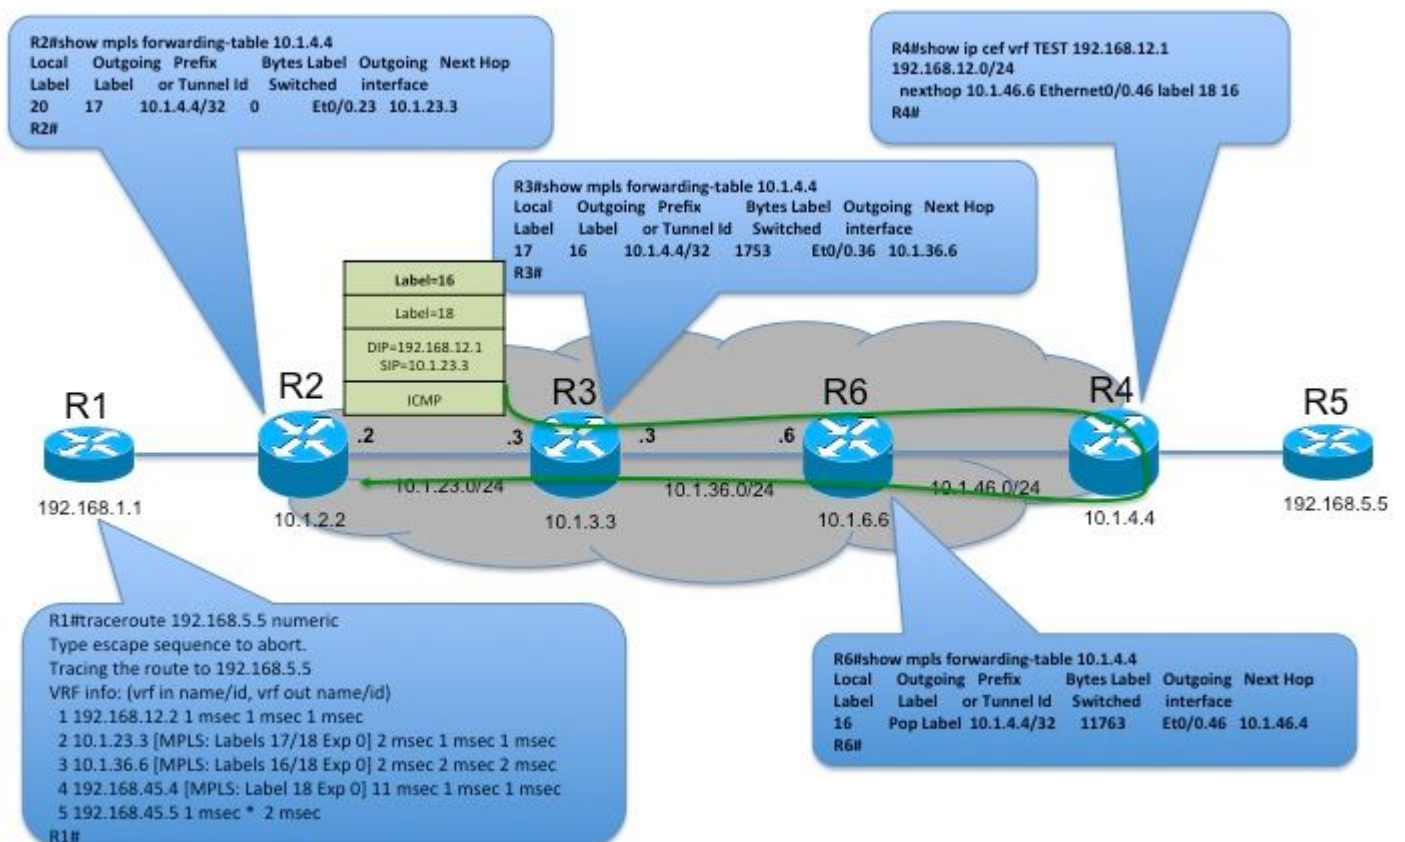 R2#show mpls forwarding-table 10.1.4.4
Local Outgoing Prefix Bytes Label Outgoing Next Hop
Label Label or Tunnel Id Switched interface
20 17 10.1.4.4/32 0 Et0/0.23 10.1.23.3
R2#
R4#show ip cef vrf TEST 192.168.12.1
192.168.12.0/24
nexthop 10.1.46.6 Ethernet0/0.46 label 18 16
R4#
R3#show mpls forwarding-table 10.1.4.4
Local Outgoing Prefix Bytes Label Outgoing Next Hop
Label Label or Tunnel Id Switched interface
17 16 10.1.4.4/32 1753 Et0/0.36 10.1.36.6
R3#
Label=16
Label=18
DIP=192.168.12.1
SIP=10.1.23.3
ICMP
R1 R2 R3 R6 R4 R5
.2 .3 .3 .6
10.1.23.0/24 10.1.36.0/24 10.1.46.0/24
192.168.1.1 10.1.2.2 10.1.3.3 10.1.6.6 10.1.4.4 192.168.5.5
R1#traceroute 192.168.5.5 numeric
Type escape sequence to abort.
Tracing the route to 192.168.5.5
VRF info: (vrf in name/id, vrf out name/id)
1 192.168.12.2 1 msec 1 msec 1 msec
2 10.1.23.3 [MPLS: Labels 17/18 Exp 0] 2 msec 1 msec 1 msec
3 10.1.36.6 [MPLS: Labels 16/18 Exp 0] 2 msec 2 msec 2 msec
4 192.168.45.4 [MPLS: Label 18 Exp 0] 11 msec 1 msec 1 msec
5 192.168.45.5 1 msec * 2 msec
R1#
R6#show mpls forwarding-table 10.1.4.4
Local Outgoing Prefix Bytes Label Outgoing Next Hop
Label Label or Tunnel Id Switched interface
16 Pop Label 10.1.4.4/32 11763 Et0/0.46 10.1.46.4
R6#